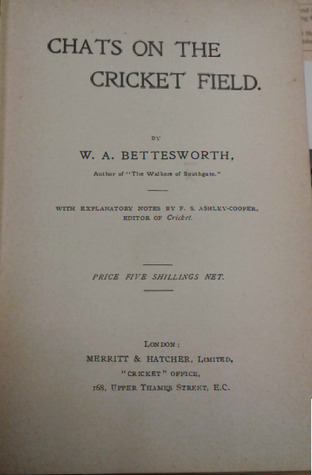 CHATS ON THE
CRICKET FIELD.
BY
W. A. BETTESWORTH,
Author of "The Walkers of Southgate."
WITH EXPLANATORY NOTES BY F. S. ASHLEY-COOPER,
EDITOR OF Cricket.
PRICE FIVE SHILLINGS NET.
LONDON:
MERRITT & HATCHER, LIMITED,
"CRICKET" OFFICE,
168, UPPER THAMES STREET, E.C.